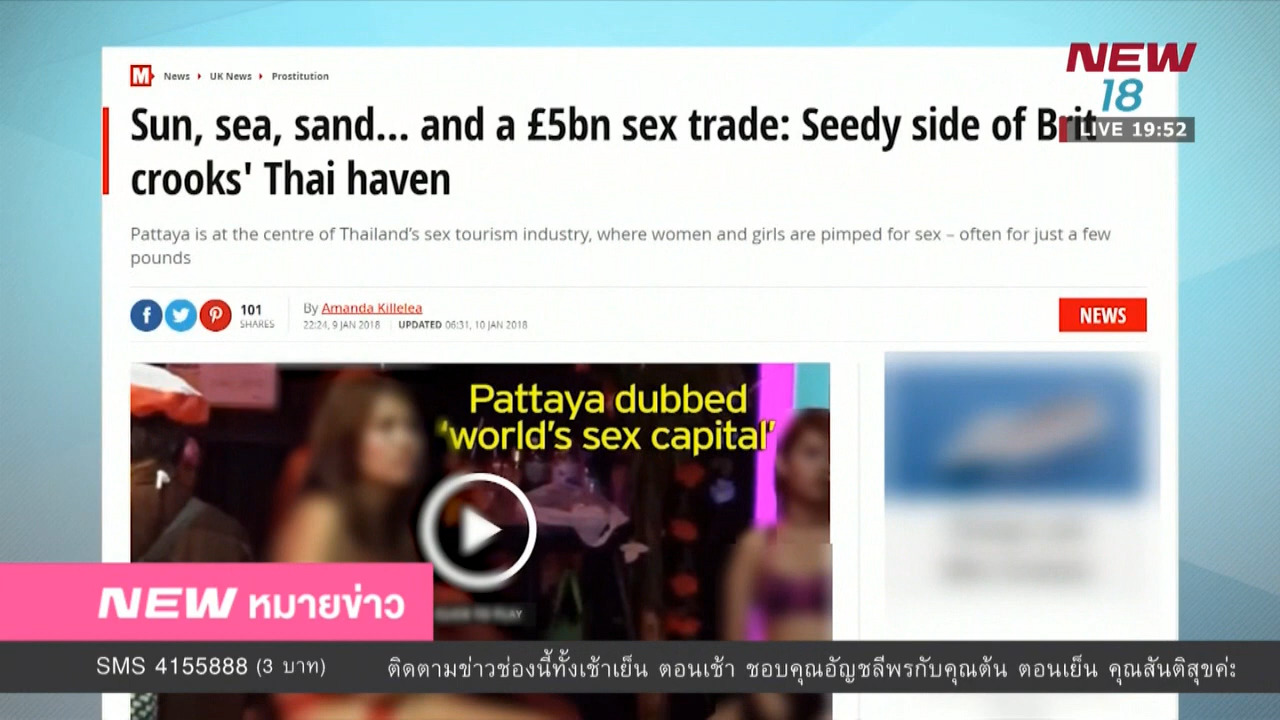 NEW
18
LIVE 19:52
M News UK News Prostitution
Sun, sea, sand... and a £5bn sex trade: Seedy side of Brit
crooks' Thai haven
Pattaya is at the centre of Thailand's sex tourism industry, where women and girls are pimped for sex – often for just a few
pounds
101
SHARES
By Amanda Killelea
22:24, 9 JAN 2018 UPDATED 06:31, 10 JAN 2018
NEWS
Pattaya dubbed
'world's sex capital'
NEW หมายข่าว
SMS 4155888 (3 บาท) ติดตามข่าวช่องนี้ทั้งเช้าเย็น ตอนเช้า ชอบคุณอัญชลีพรกับคุณต้น ตอนเย็น คุณสันติสุขค่ะ